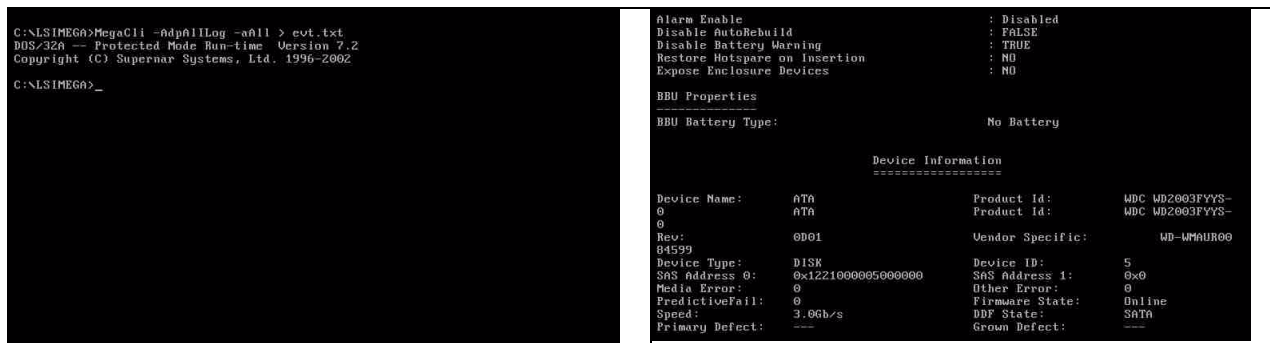 C:\LSIMEGA>MegaCli -AdpAlILog -aAll > evt.txt
DOS/32A -- Protected Mode Run-time  Version 7.2
Copyright (C) Supernar Systems, Ltd. 1996-2002
C:\LSIMEGA>_
Alarm Enable : Disabled
Disable AutoRebuild : FALSE
Disable Battery Warning : TRUE
Restore Hotspare on Insertion : NO
Expose Enclosure Devices : NO
BBU Properties
--------------
BBU Battery Type: No Battery
Device Information
==================
Device Name: ATA Product Id: WDC WD2003FYYS-
0 ATA Product Id: WDC WD2003FYYS-
0
Rev: 0D01 Vendor Specific: WD-WMAUR00
84599
Device Type: DISK Device ID: 5
SAS Address 0: 0x1221000005000000 SAS Address 1: 0x0
Media Error: 0 Other Error: 0
PredictiveFail: 0 Firmware State: Online
Speed: 3.0Gb/s DDF State: SATA
Primary Defect: --- Grown Defect: ---